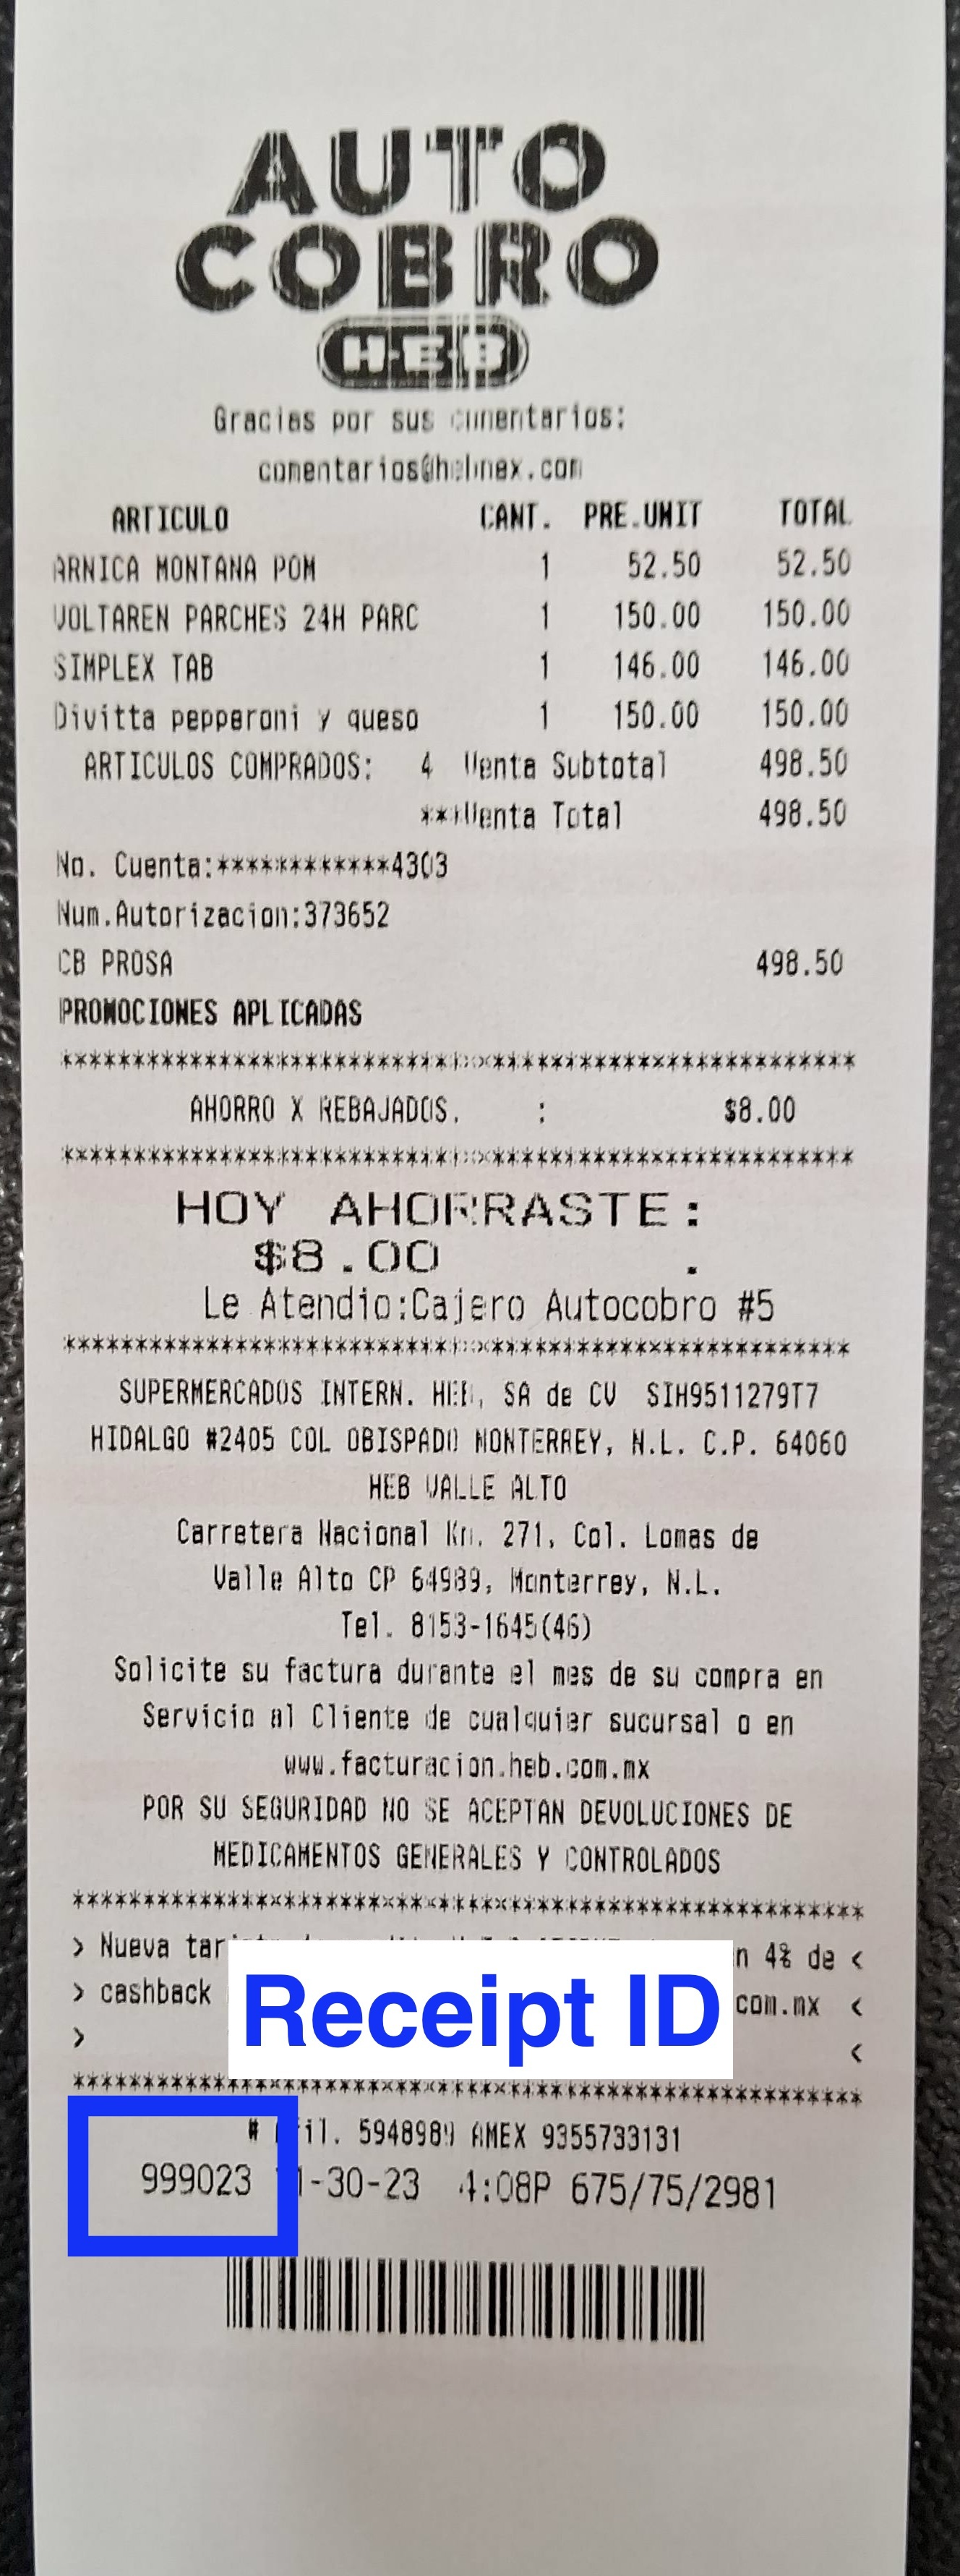 AUTO
COBRO
H-E-B
Gracias por sus comentarios:
comentarios@hebmex.com
ARTICULO CANT. PRE.UNIT TOTAL
ARNICA MONTANA POM 1 52.50 52.50
VOLTAREN PARCHES 24H PARC 1 150.00 150.00
SIMPLEX TAB 1 146.00 146.00
Divitta pepperoni y queso 1 150.00 150.00
ARTICULOS COMPRADOS: 4 Venta Subtotal 498.50
***Venta Total 498.50
No. Cuenta:************4303
Num.Autorizacion:373652
CB PROSA 498.50
PROMOCIONES APLICADAS
*******************************************************
AHORRO X REBAJADOS. : $8.00
*******************************************************
HOY AHORRASTE:
$8.00 .
Le Atendio:Cajero Autocobro #5
*******************************************************
SUPERMERCADOS INTERN. HEB, SA de CV SIH9511279T7
HIDALGO #2405 COL OBISPADO MONTERREY, N.L. C.P. 64060
HEB VALLE ALTO
Carretera Nacional Km. 271, Col. Lomas de
Valle Alto CP 64989, Monterrey, N.L.
Tel. 8153-1645(46)
Solicite su factura durante el mes de su compra en
Servicio al Cliente de cualquier sucursal o en
www.facturacion.heb.com.mx
POR SU SEGURIDAD NO SE ACEPTAN DEVOLUCIONES DE
MEDICAMENTOS GENERALES Y CONTROLADOS
*******************************************************
> Nueva 4% de <
> cashback com.mx <
> <
Receipt ID
*******************************************************
# 5948989 AMEX 9355733131
999023 1-30-23 4:08P 675/75/2981